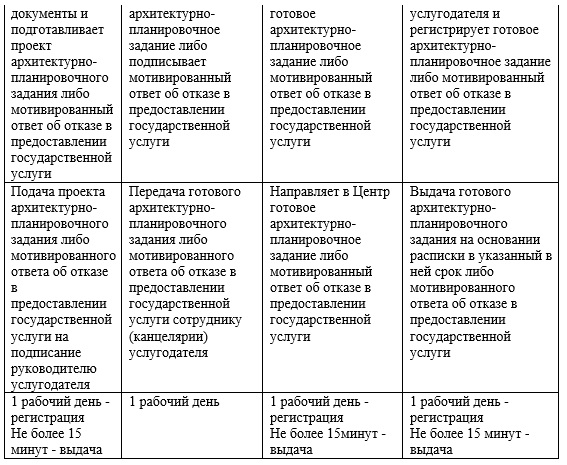 документы и
подготавливает
проект
архитектурно-
планировочного
задания либо
мотивированный
ответ об отказе в
предоставлении
государственной
услуги
архитектурно-
планировочное
задание либо
подписывает
мотивированный
ответ об отказе в
предоставлении
государственной
услуги
готовое
архитектурно-
планировочное
задание либо
мотивированный
ответ об отказе в
предоставлении
государственной
услуги
услугодателя и
регистрирует готовое
архитектурно-
планировочное задание
либо мотивированный
ответ об отказе в
предоставлении
государственной
услуги
Подача проекта
архитектурно-
планировочного
задания либо
мотивированного
ответа об отказе
в
предоставлении
государственной
услуги на
подписание
руководителю
услугодателя
Передача готового
архитектурно-
планировочного
задания либо
мотивированного
ответа об отказе в
предоставлении
государственной
услуги сотруднику
(канцелярии)
услугодателя
Направляет в Центр
готовое
архитектурно-
планировочное
задание либо
мотивированный
ответ об отказе в
предоставлении
государственной
услуги
Выдача готового
архитектурно-
планировочного
задания на основании
расписки в указанный в
ней срок либо
мотивированного
ответа об отказе в
предоставлении
государственной
услуги
1 рабочий день -
регистрация
Не более 15
минут - выдача
1 рабочий день
1 рабочий день -
регистрация
Не более 15минут -
выдача
1 рабочий день -
регистрация
Не более 15 минут -
выдача